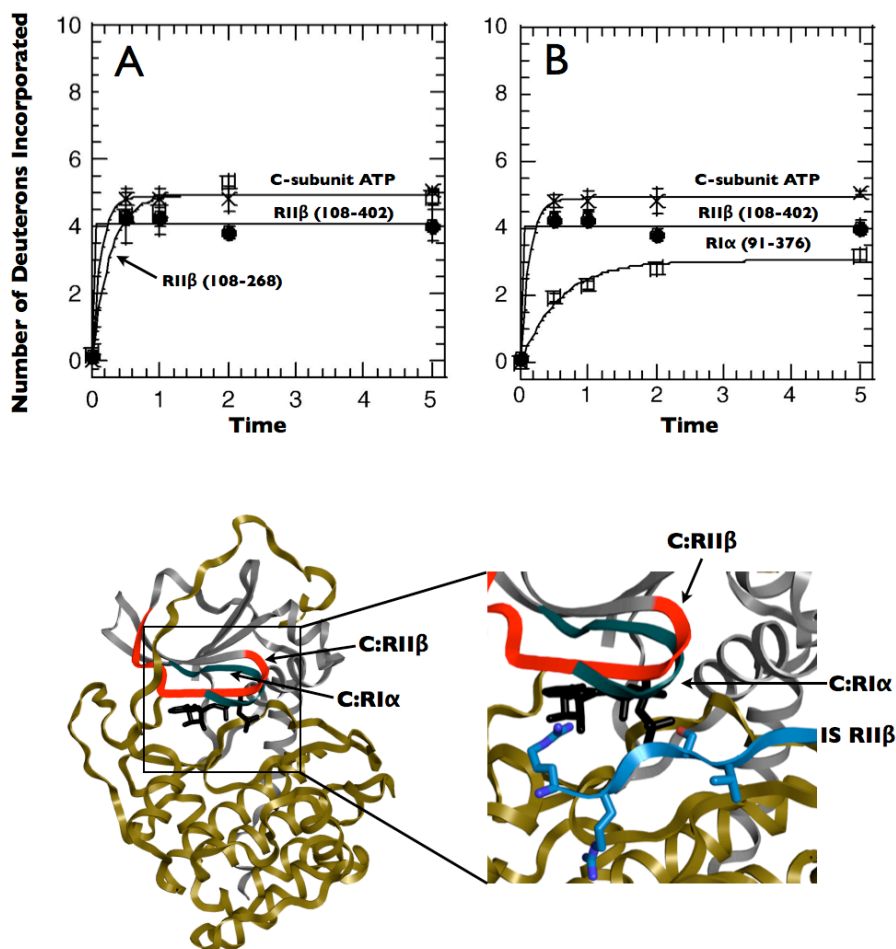 Number of Deuterons Incorporated
10
8
6
4
2
0
A
C-subunit ATP
RIIβ (108-402)
RIIβ (108-268)
0
1
2
3
4
5
Time
10
8
6
4
2
0
B
C-subunit ATP
RIIβ (108-402)
RIα (91-376)
0
1
2
3
4
5
Time
C:RIIβ
C:RIα
C:RIIβ
C:RIα
IS RIIβ